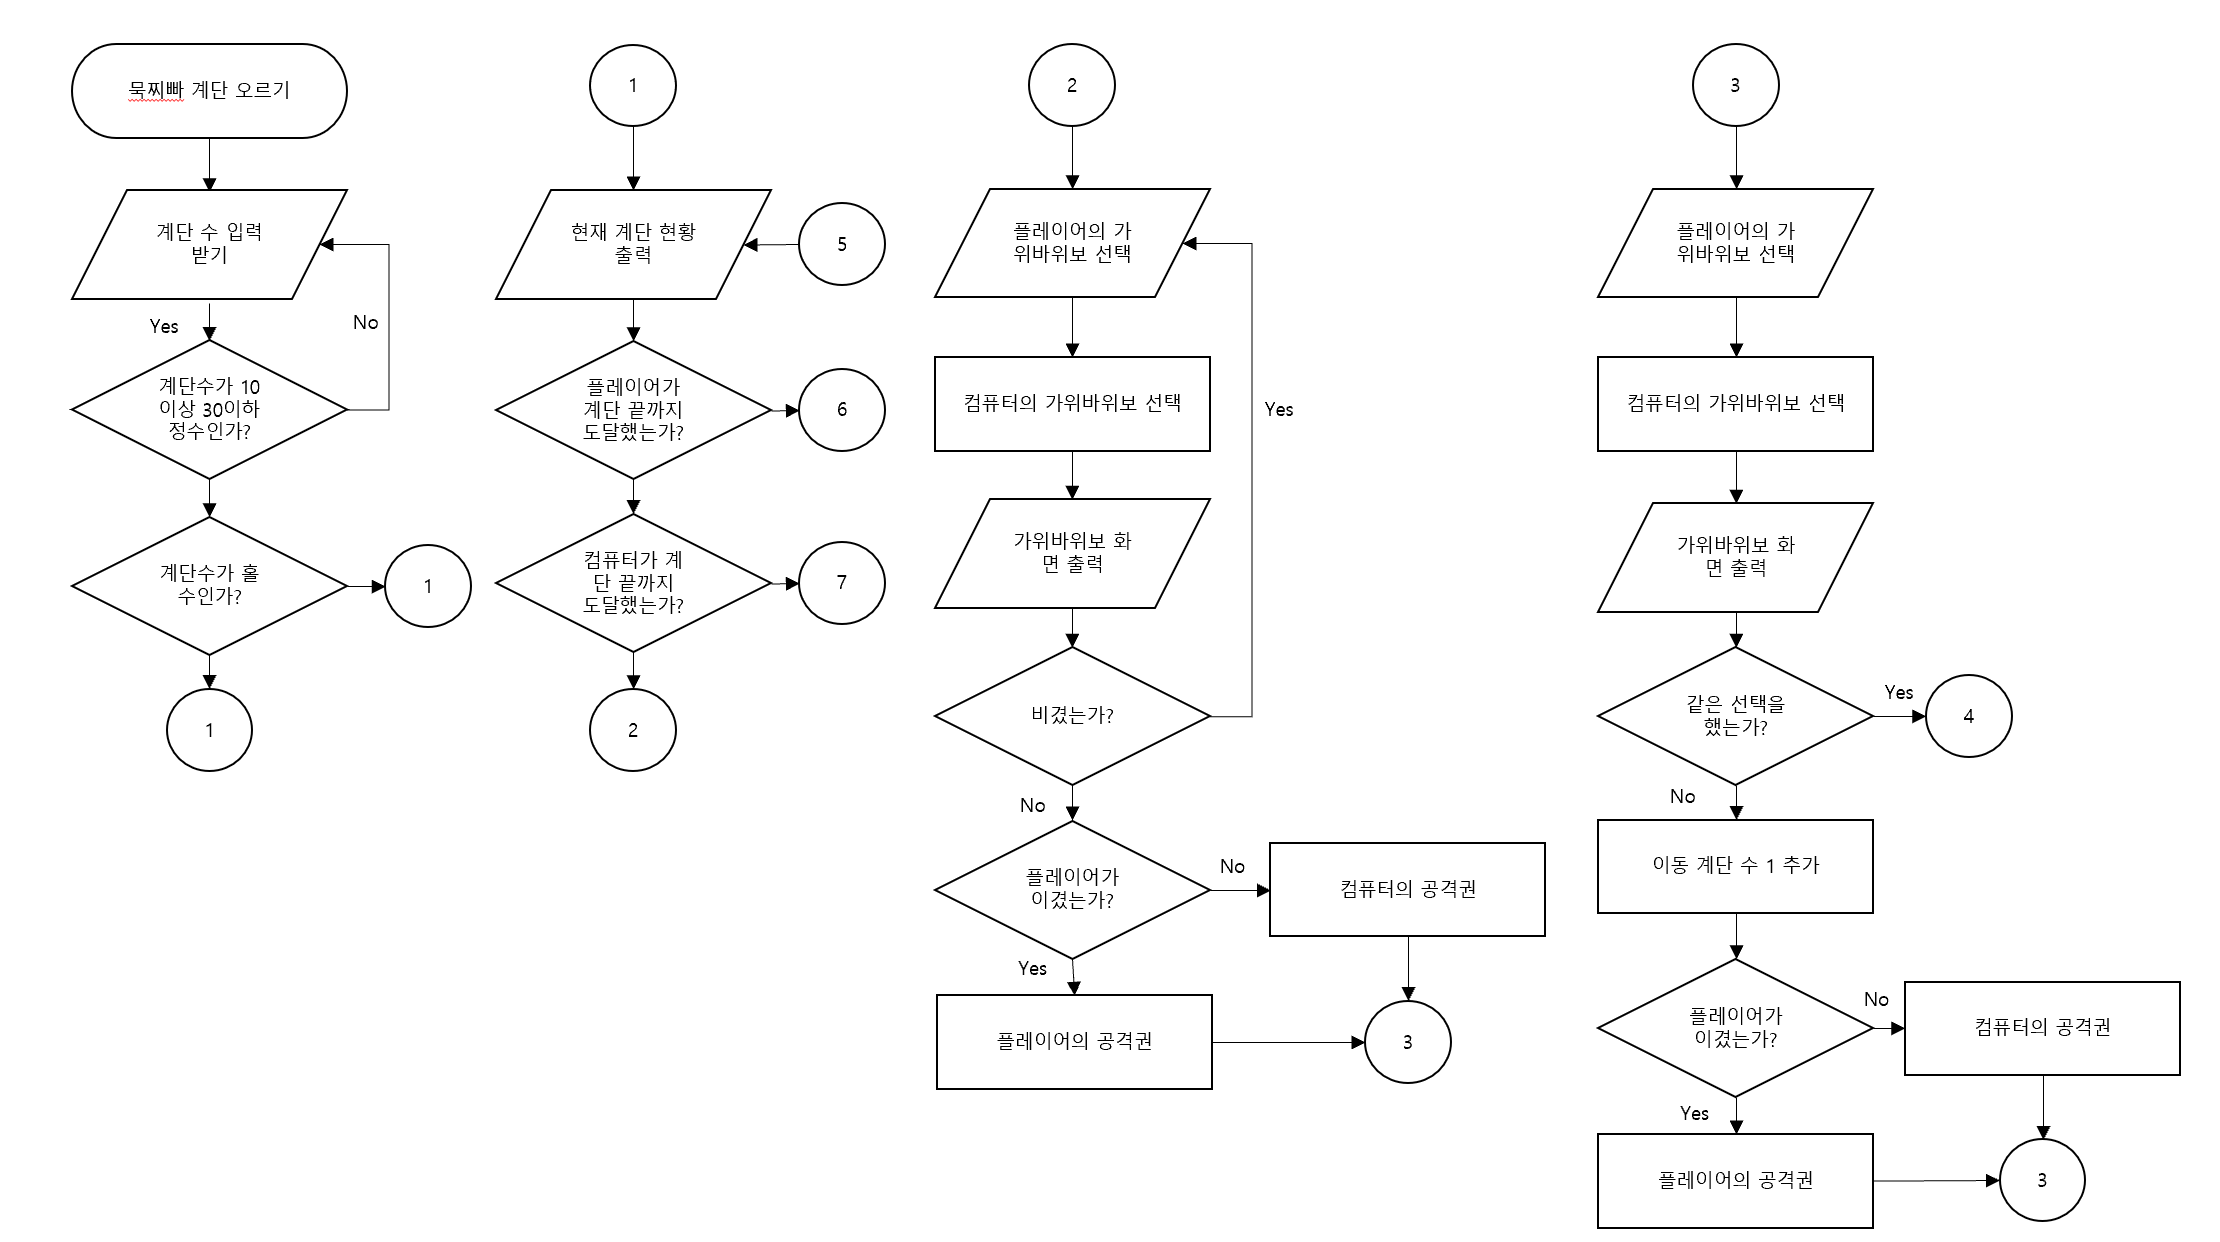 묵찌빠 계단 오르기
계단 수 입력
받기
No
Yes
계단수가 10
이상 30이하
정수인가?
계단수가 홀
수인가?
1
1
1
현재 계단 현황
출력
5
플레이어가
계단 끝까지
도달했는가?
6
컴퓨터가 계
단 끝까지
도달했는가?
7
2
2
플레이어의 가
위바위보 선택
컴퓨터의 가위바위보 선택
Yes
가위바위보 화
면 출력
비겼는가?
No
플레이어가
이겼는가?
No
컴퓨터의 공격권
Yes
플레이어의 공격권
3
3
플레이어의 가
위바위보 선택
컴퓨터의 가위바위보 선택
가위바위보 화
면 출력
같은 선택을
했는가?
Yes
4
No
이동 계단 수 1 추가
플레이어가
이겼는가?
No
컴퓨터의 공격권
Yes
플레이어의 공격권
3